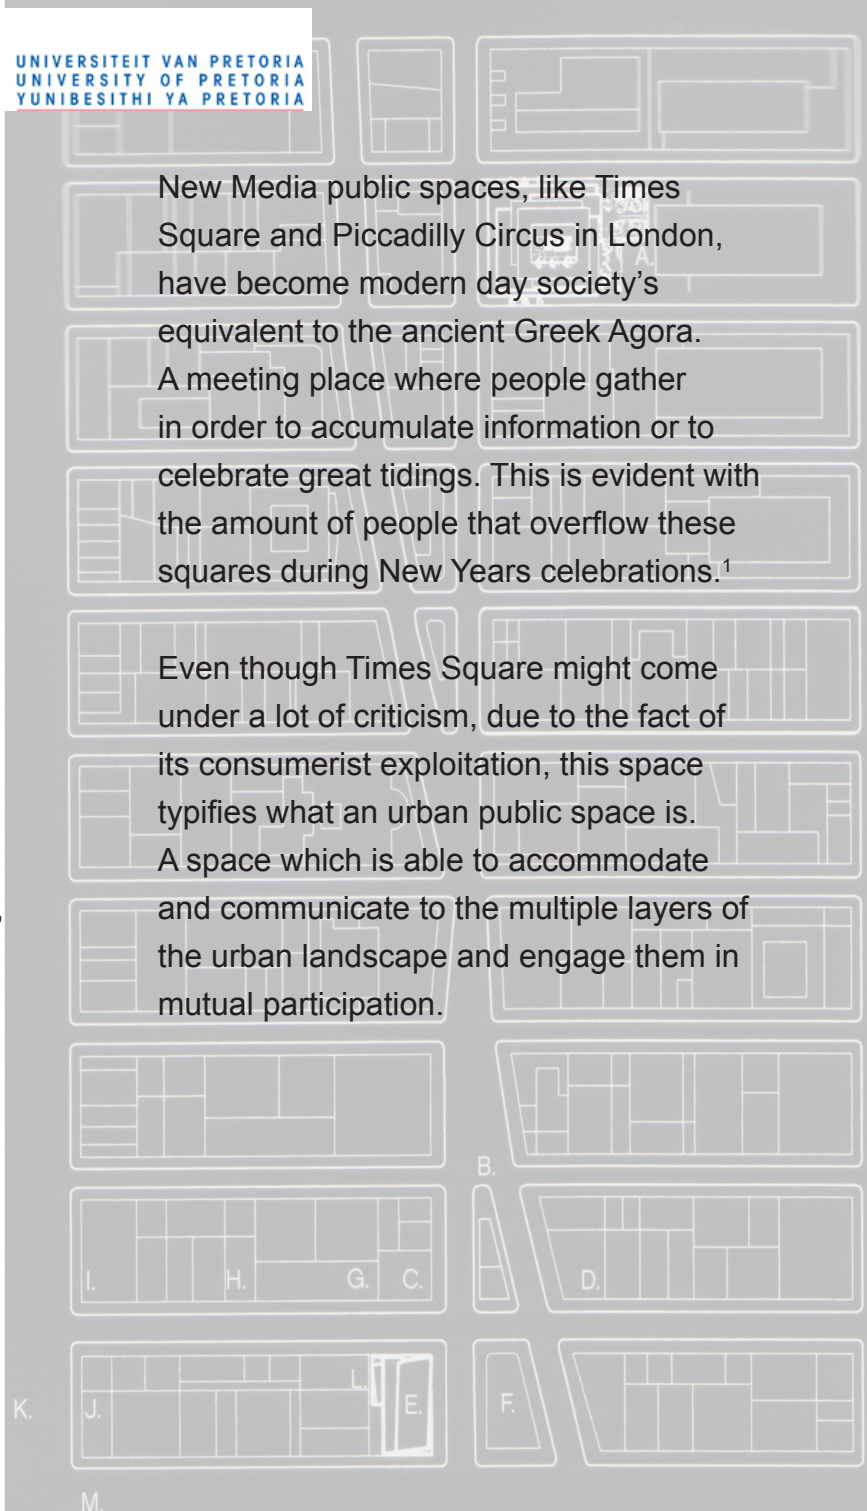 UNIVERSITEIT VAN PRETORIA
UNIVERSITY OF PRETORIA
YUNIBESITHI YA PRETORIA
New Media public spaces, like Times
Square and Piccadilly Circus in London,
have become modern day society’s
equivalent to the ancient Greek Agora.
A meeting place where people gather
in order to accumulate information or to
celebrate great tidings. This is evident with
the amount of people that overflow these
squares during New Years celebrations.¹
Even though Times Square might come
under a lot of criticism, due to the fact of
its consumerist exploitation, this space
typifies what an urban public space is.
A space which is able to accommodate
and communicate to the multiple layers of
the urban landscape and engage them in
mutual participation.
A.
B.
I. H. G. C. D.
L.
K. J. E. F.
M.